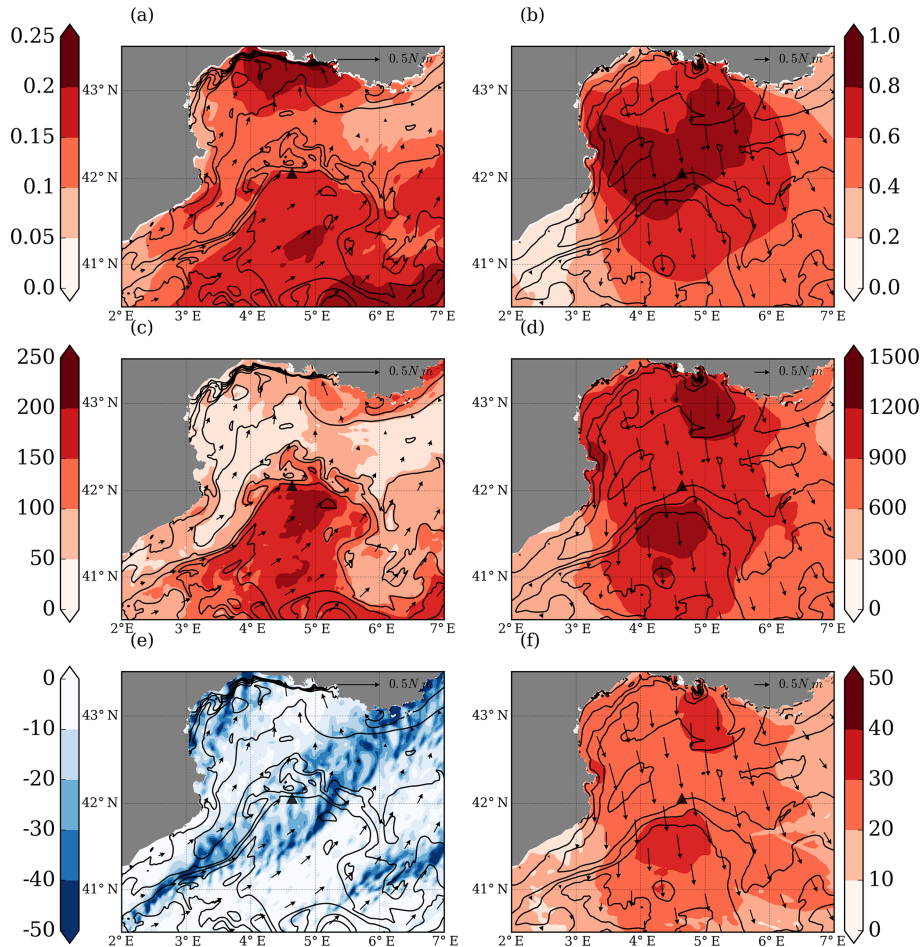 (a) (b)
0.25 0.2 0.15 0.1 0.05 0.0
43° N 42° N 41° N
2° E 3° E 4° E 5° E 6° E 7° E
0.5N.m
43° N 42° N 41° N
2° E 3° E 4° E 5° E 6° E 7° E
0.5N.m
1.0 0.8 0.6 0.4 0.2 0.0
(c) (d)
250 200 150 100 50 0
43° N 42° N 41° N
2° E 3° E 4° E 5° E 6° E 7° E
0.5N.m
43° N 42° N 41° N
2° E 3° E 4° E 5° E 6° E 7° E
0.5N.m
1500 1200 900 600 300 0
(e) (f)
0 -10 -20 -30 -40 -50
43° N 42° N 41° N
2° E 3° E 4° E 5° E 6° E 7° E
0.5N.m
43° N 42° N 41° N
2° E 3° E 4° E 5° E 6° E 7° E
0.5N.m
50 40 30 20 10 0